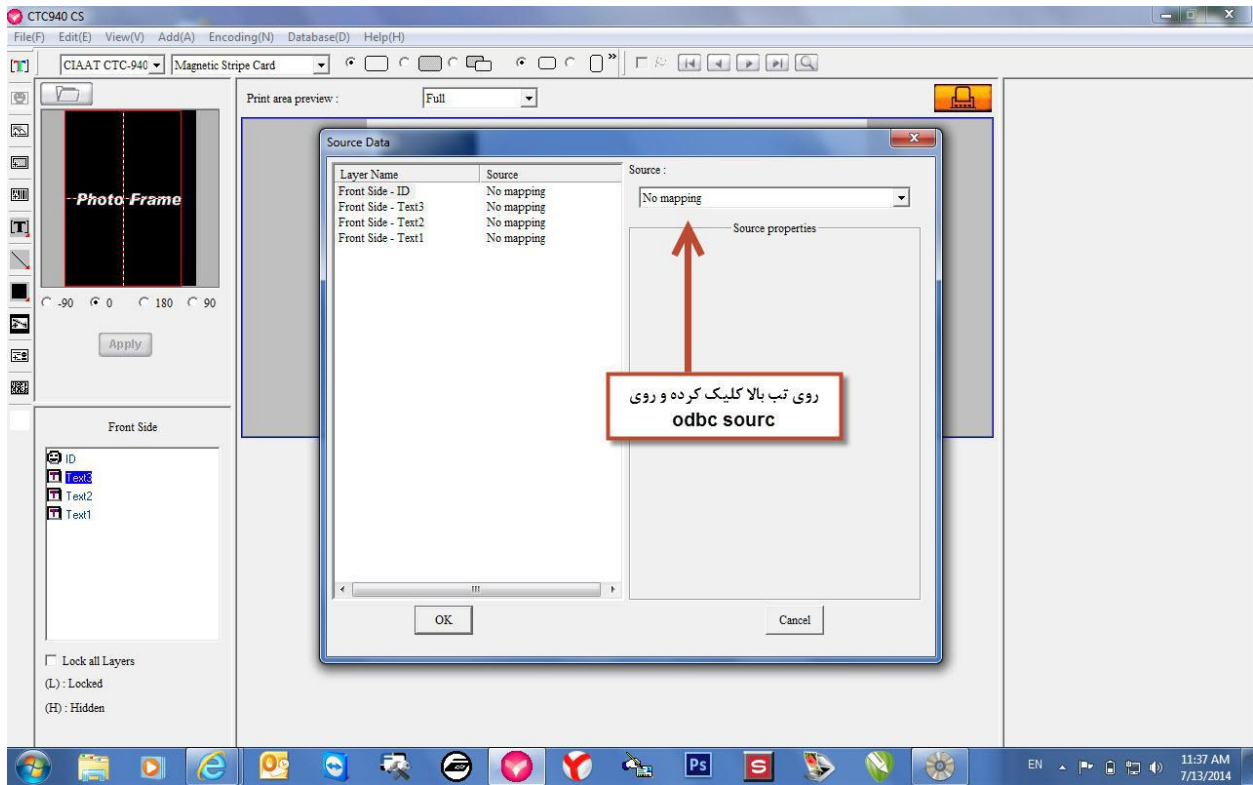 CTC940 CS
File(F) Edit(E) View(V) Add(A) Encoding(N) Database(D) Help(H)
[T] CIAAT CTC-940 Magnetic Stripe Card
Print area preview : Full
Photo Frame
-90 0 180 90
Apply
Front Side
ID
Text3
Text2
Text1
Lock all Layers
(L) : Locked
(H) : Hidden
Source Data
Layer Name Source
Front Side - ID No mapping
Front Side - Text3 No mapping
Front Side - Text2 No mapping
Front Side - Text1 No mapping
Source :
No mapping
Source properties
روی تب بالا کلیک کرده و روی
odbc sourc
OK Cancel
Ps S
EN 11:37 AM
7/13/2014